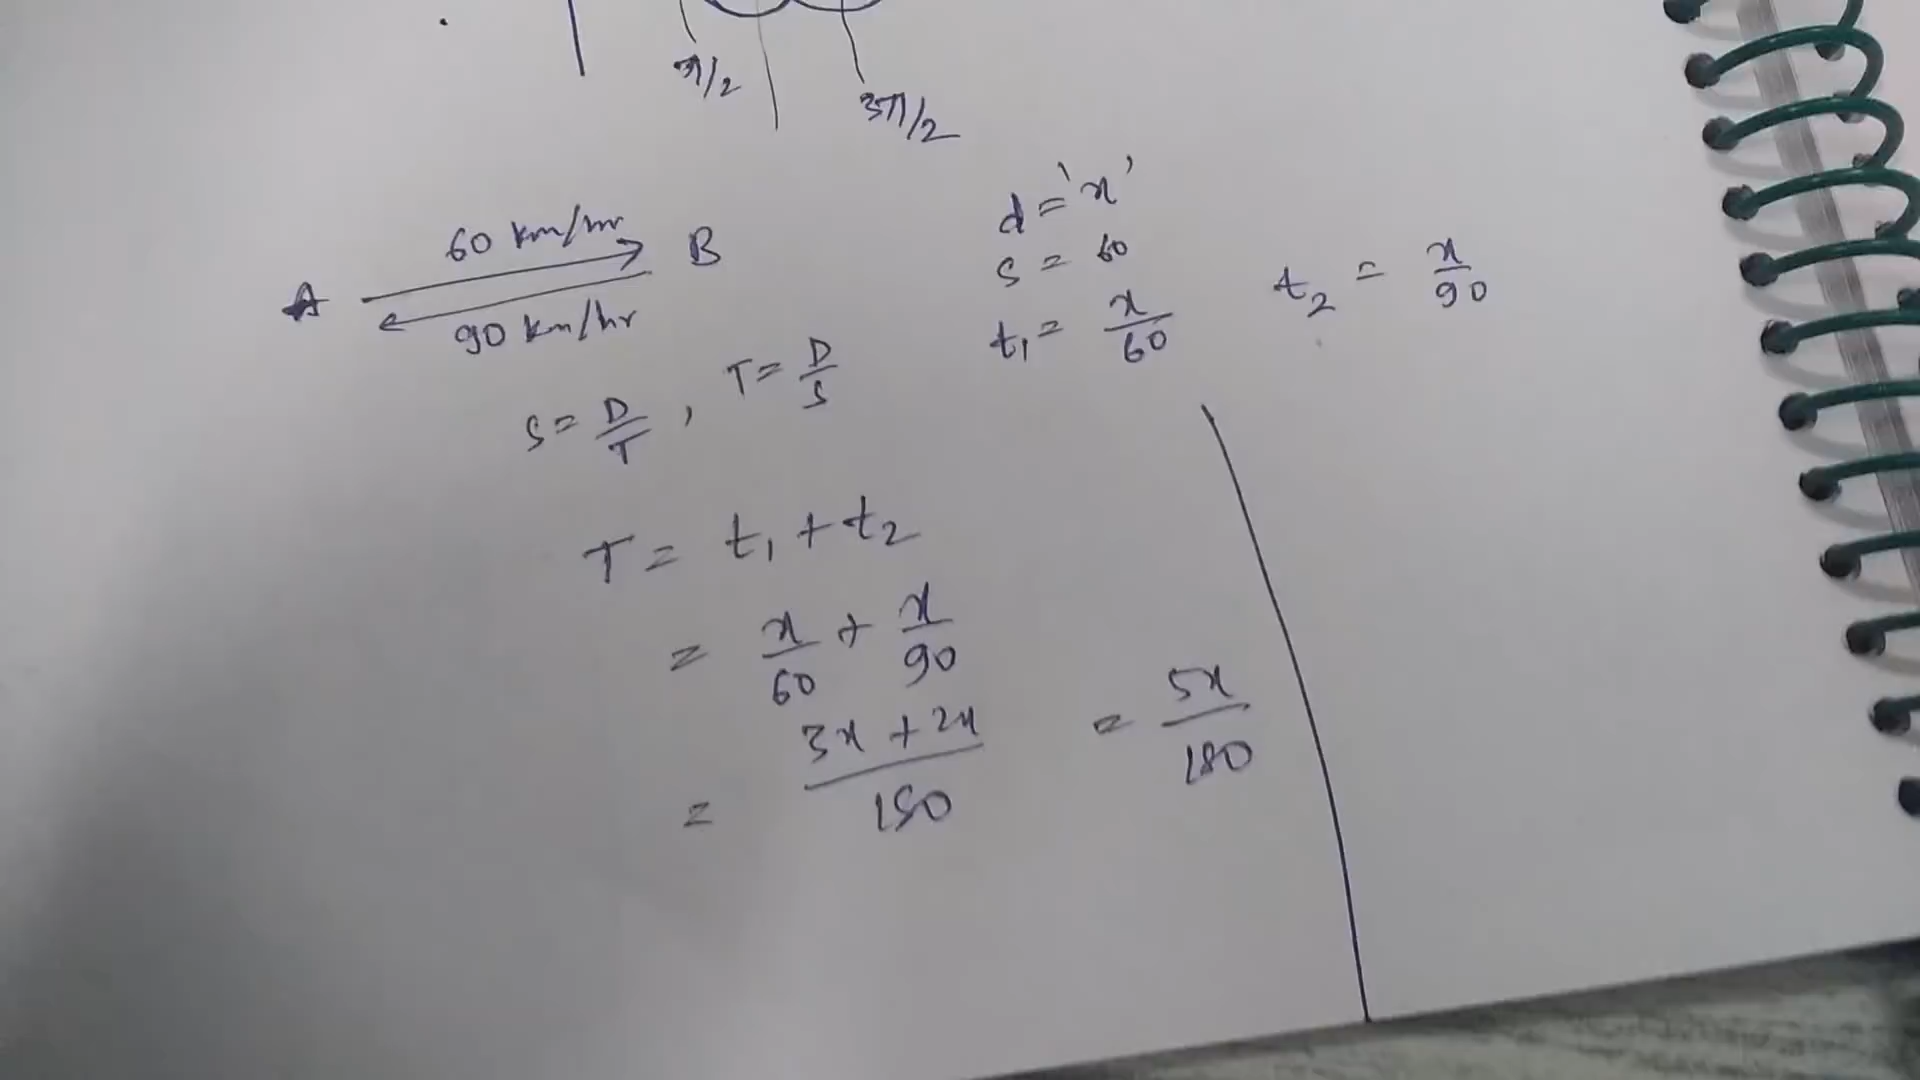 π/2
3π/2
60 km/hr
A B
90 km/hr
d = 'x'
s = 60
t₁ = x/60
t₂ = x/90
S = D/T , T = D/S
T = t₁ + t₂
= x/60 + x/90
= (3x + 2x)/180 = 5x/180